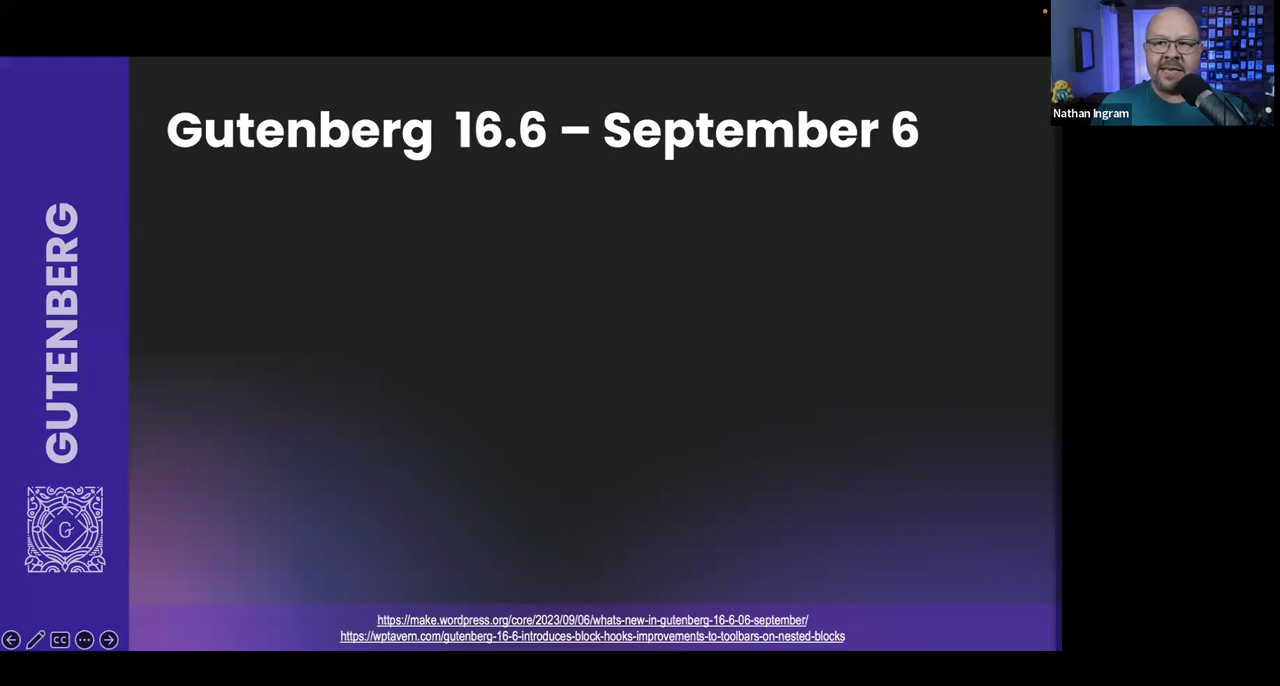 Gutenberg 16.6 – September 6
GUTENBERG
G
https://make.wordpress.org/core/2023/09/06/whats-new-in-gutenberg-16-6-06-september/
https://wptavern.com/gutenberg-16-6-introduces-block-hooks-improvements-to-toolbars-on-nested-blocks
CC
Nathan Ingram